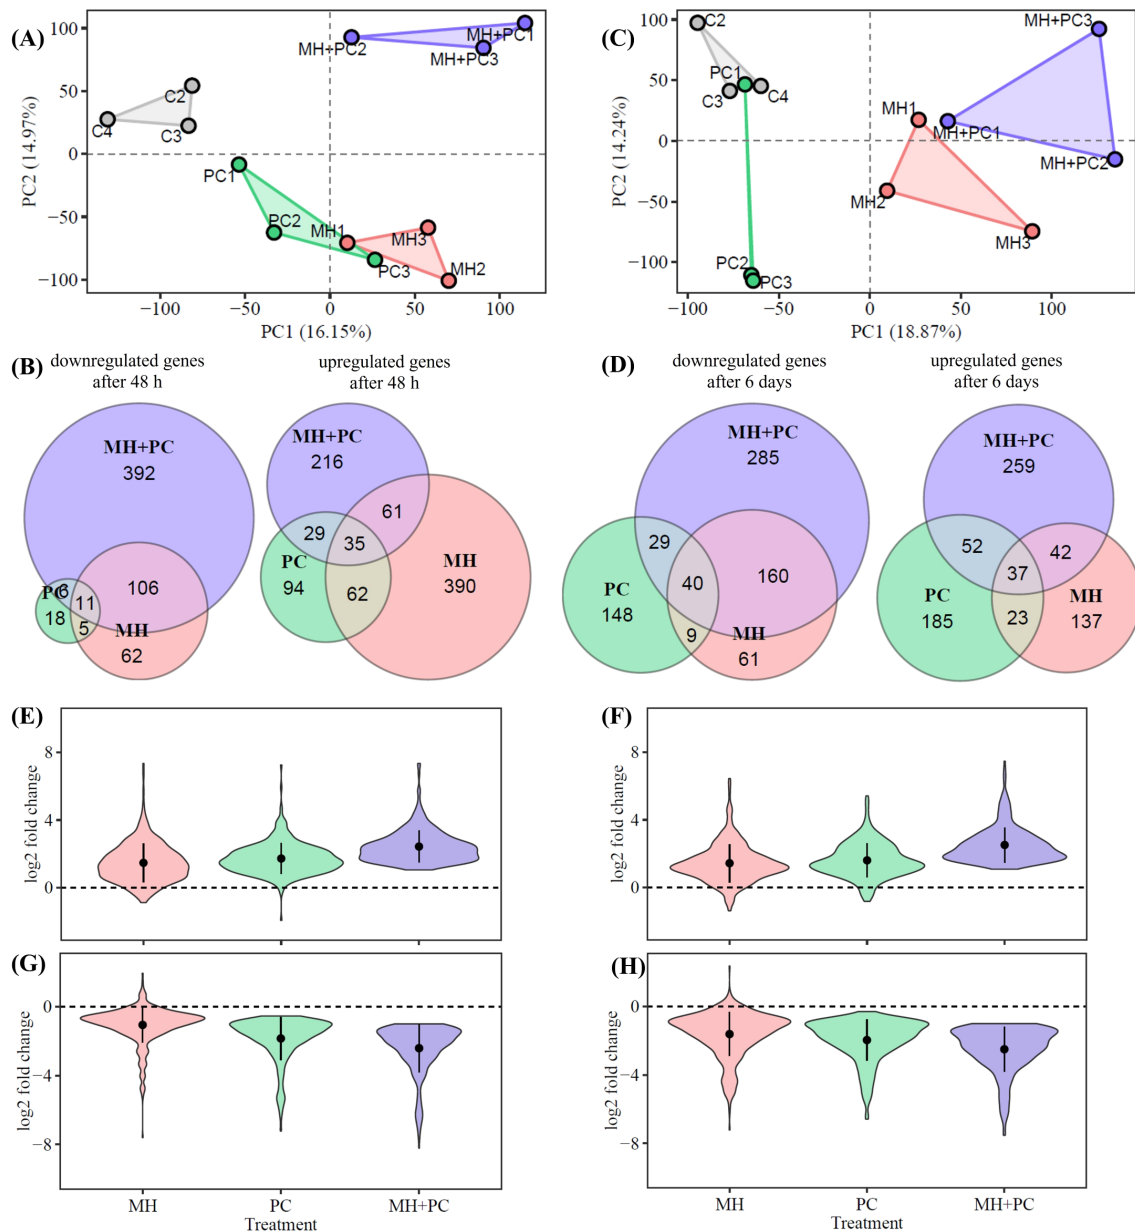 (A)
PC2 (14.97%)
100
50
0
−50
−100
MH+PC2
MH+PC1
MH+PC3
C2
C4
C3
PC1
PC2
MH1
MH3
PC3
MH2
−100
−50
0
50
100
PC1 (16.15%)
(C)
PC2 (14.24%)
100
50
0
−50
−100
C2
MH+PC3
PC1
C3
C4
MH1
MH+PC1
MH+PC2
MH2
MH3
PC2
PC3
−100
−50
0
50
100
PC1 (18.87%)
(B)
downregulated genes
after 48 h
MH+PC
392
PC
6
18
11
5
106
MH
62
upregulated genes
after 48 h
MH+PC
216
61
29
35
PC
94
62
MH
390
(D)
downregulated genes
after 6 days
MH+PC
285
29
40
160
PC
148
9
MH
61
upregulated genes
after 6 days
MH+PC
259
52
42
37
PC
185
23
MH
137
(E)
log2 fold change
8
4
0
(F)
log2 fold change
8
4
0
(G)
log2 fold change
0
−4
−8
MH
PC
MH+PC
Treatment
(H)
log2 fold change
0
−4
−8
MH
PC
MH+PC
Treatment